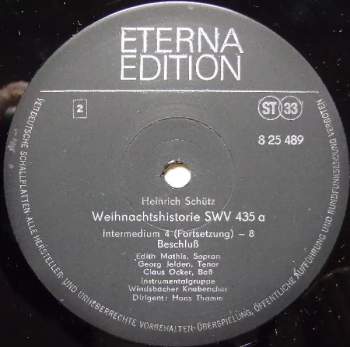 ETERNA
EDITION
2
ST 33
8 25 489
Heinrich Schütz
Weihnachtshistorie SWV 435 a
Intermedium 4 (Fortsetzung) – 8
Beschluß
Edith Mathis, Sopran
Georg Jelden, Tenor
Claus Ocker, Baß
Instrumentalgruppe
Windsbacher Knabenchor
Dirigent: Hans Thamm
VEB DEUTSCHE SCHALLPLATTEN ALLE HERSTELLER- UND URHEBERRECHTE VORBEHALTEN · ÜBERSPIELUNG, ÖFFENTLICHE AUFFÜHRUNG UND RUNDFUNKSENDUNG VERBOTEN